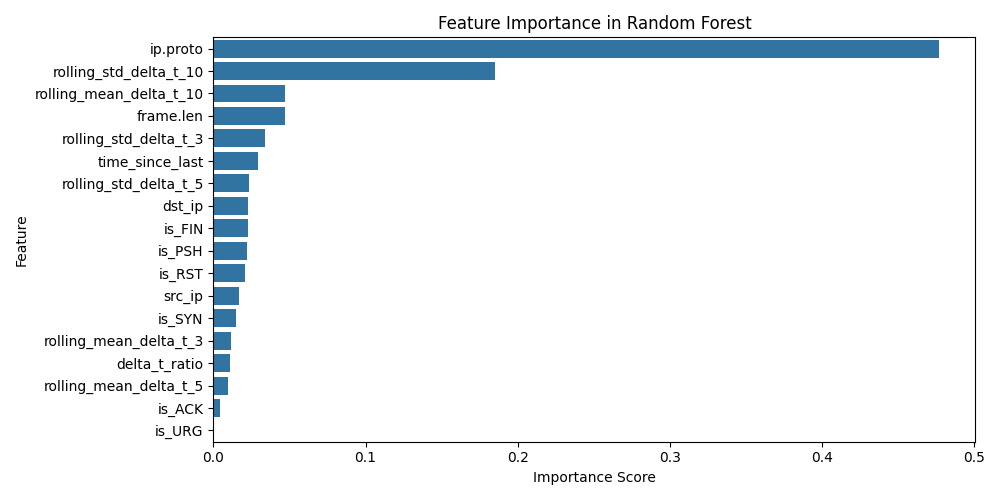 Feature Importance in Random Forest
Feature
ip.proto
rolling_std_delta_t_10
rolling_mean_delta_t_10
frame.len
rolling_std_delta_t_3
time_since_last
rolling_std_delta_t_5
dst_ip
is_FIN
is_PSH
is_RST
src_ip
is_SYN
rolling_mean_delta_t_3
delta_t_ratio
rolling_mean_delta_t_5
is_ACK
is_URG
0.0 0.1 0.2 0.3 0.4 0.5
Importance Score